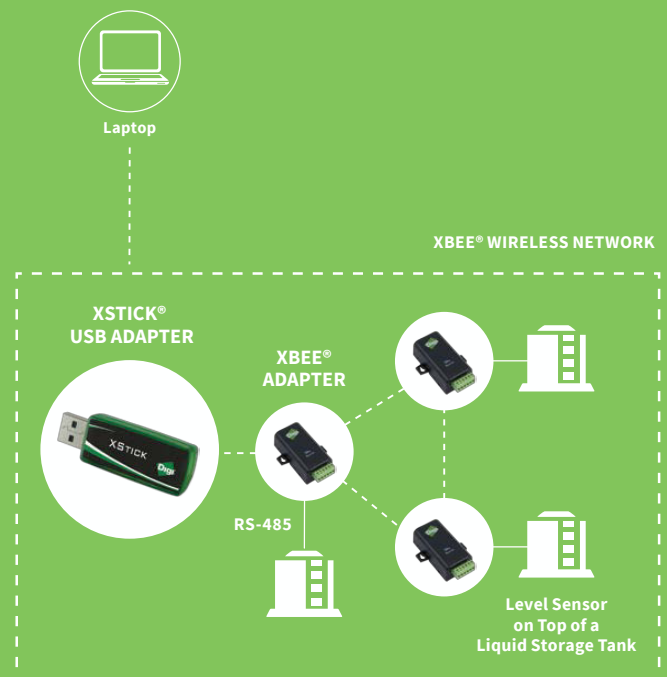 Laptop
XBEE® WIRELESS NETWORK
XSTICK®
USB ADAPTER
XBEE®
ADAPTER
XSTICK
Digi
RS-485
Level Sensor
on Top of a
Liquid Storage Tank